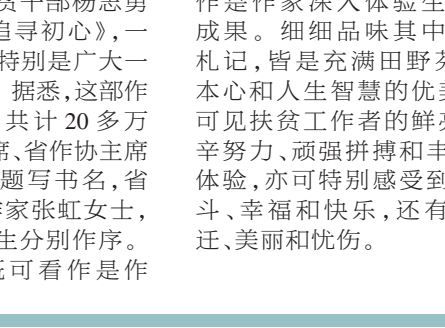 贫干部杨志勇
追寻初心》,一
特别是广大一
据悉,这部作
共计 20 多万
席、省作协主席
题写书名,省
作家张虹女士,
生分别作序。
既可看作是作
作是作家深入体验生
成果。细细品味其中
札记,皆是充满田野芬
本心和人生智慧的优美
可见扶贫工作者的鲜亮
辛努力、顽强拼搏和丰
体验,亦可特别感受到
斗、幸福和快乐,还有
迁、美丽和忧伤。